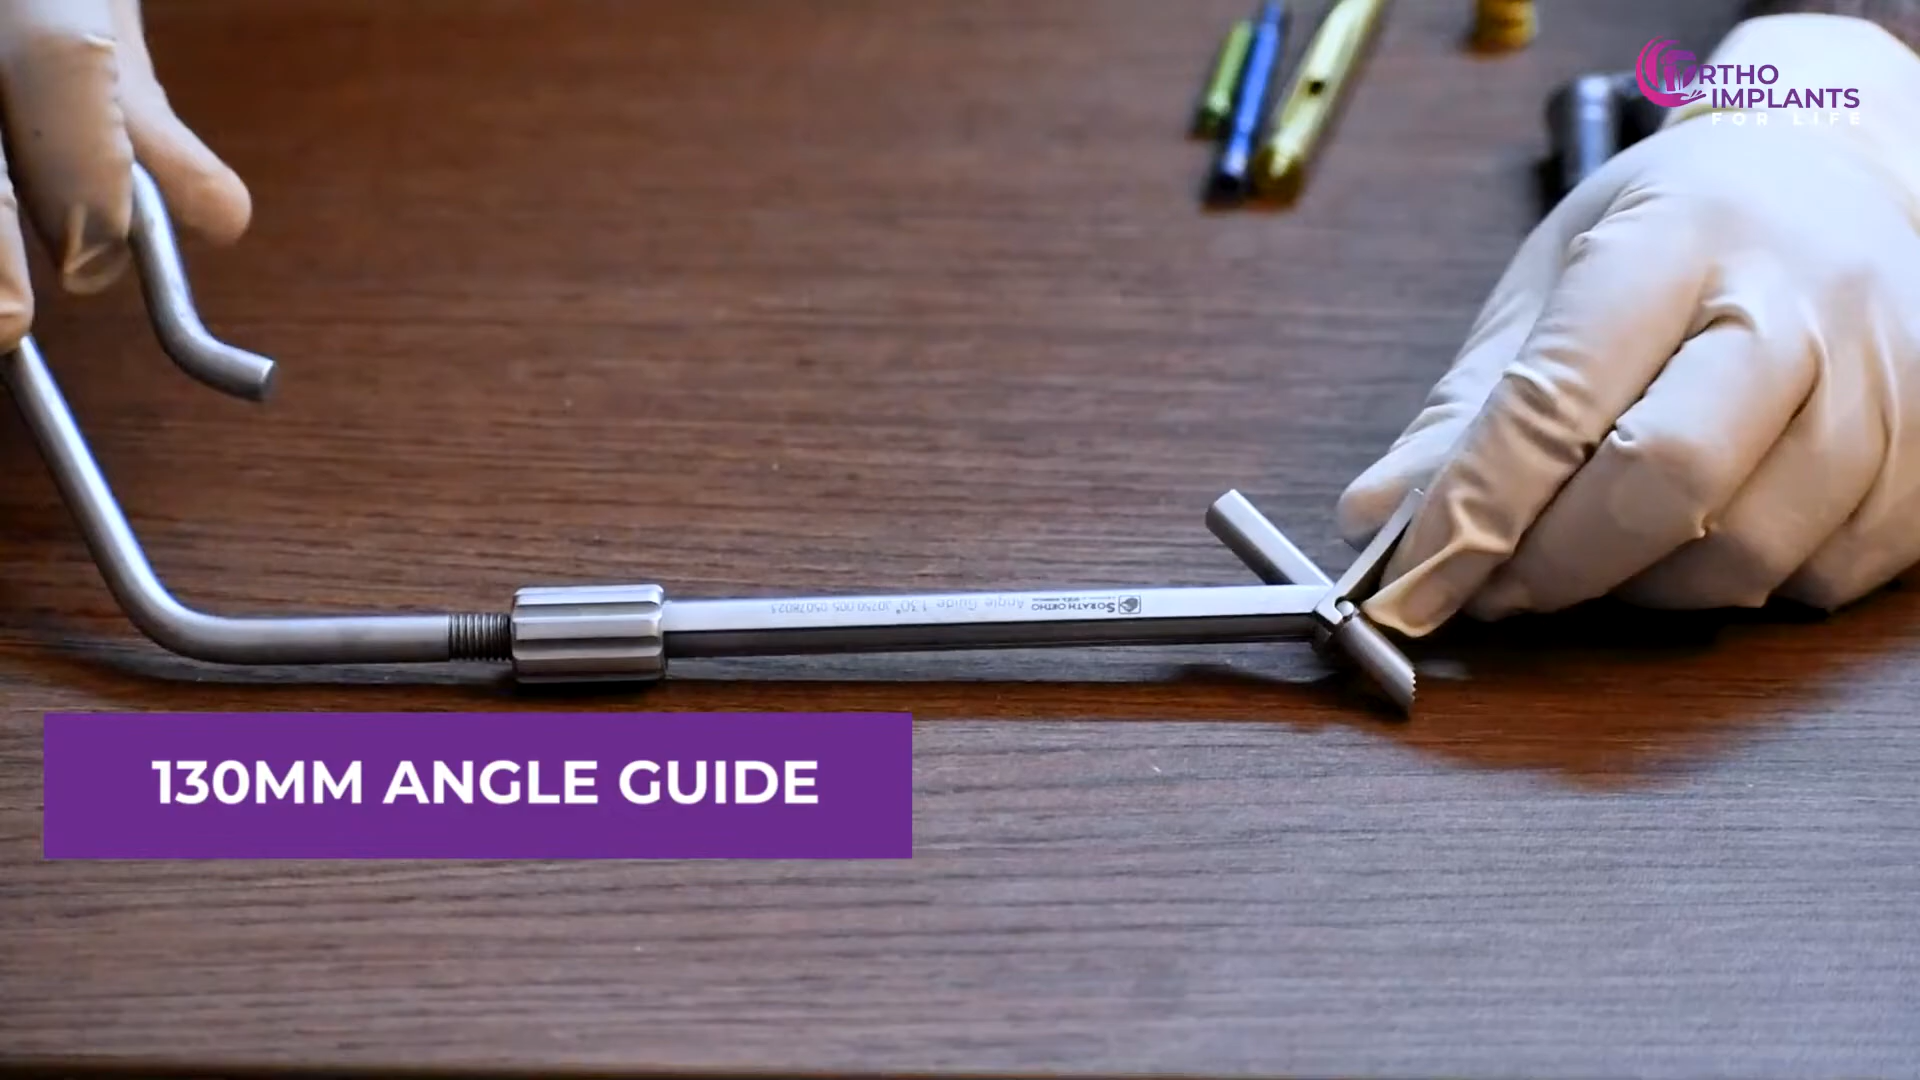 ORTHO
IMPLANTS
FOR LIFE
SORATH ORTHO
Angle Guide 130°
130MM ANGLE GUIDE